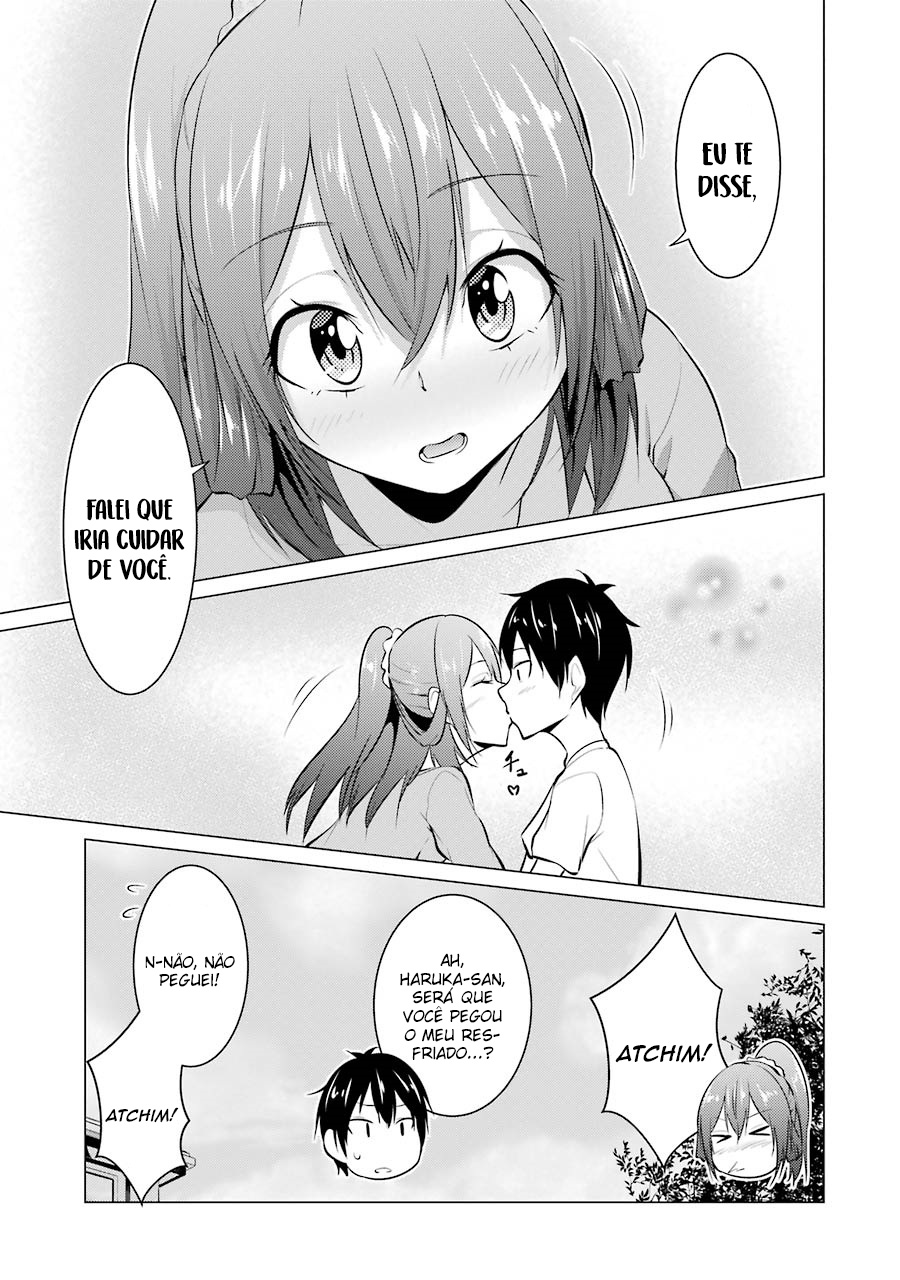 EU TE
DISSE,
FALEI QUE
IRIA CUIDAR
DE VOCÊ.
チュ♡
ATCHIM!
AH,
HARUKA-SAN,
SERÁ QUE
VOCÊ PEGOU
O MEU RES-
FRIADO...?
N-NÃO, NÃO
PEGUEI!
ATCHIM!